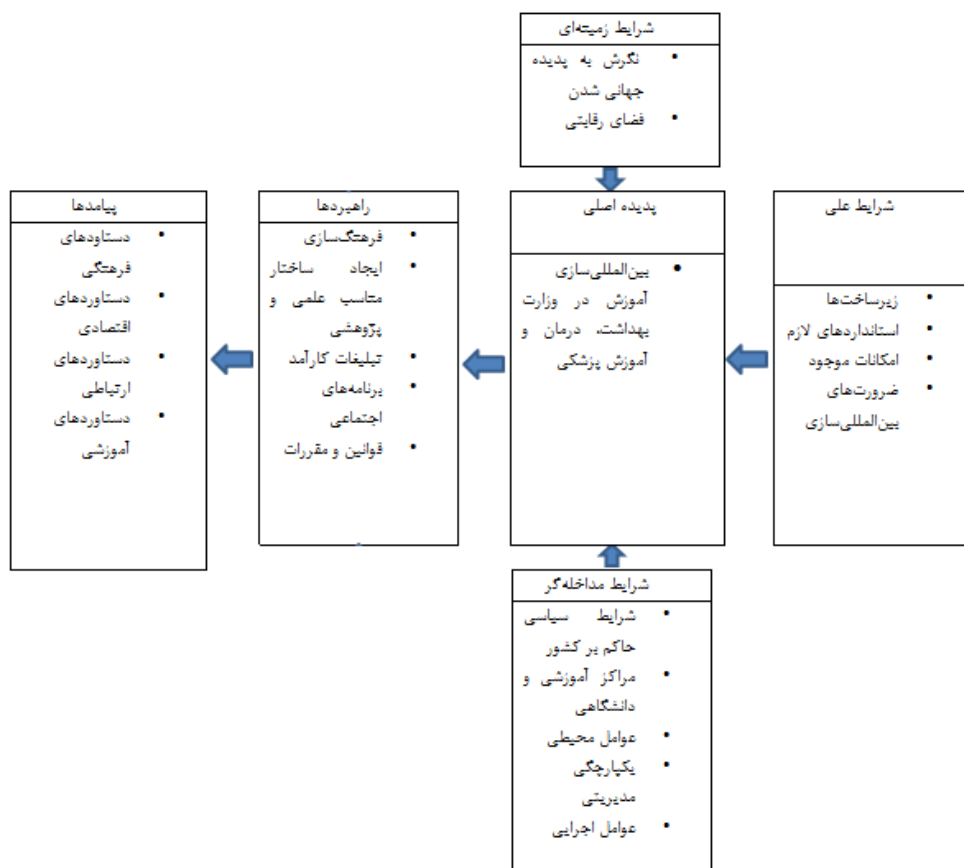 شرایط زمینه‌ای
• نگرش به پدیده
جهانی شدن
• فضای رقابتی
شرایط علی
• زیرساخت‌ها
• استانداردهای لازم
• امکانات موجود
• ضرورت‌های
بین‌المللی‌سازی
پدیده اصلی
• بین‌المللی‌سازی
آموزش در وزارت
بهداشت، درمان و
آموزش پزشکی
راهبردها
• فرهنگ‌سازی
• ایجاد ساختار
مناسب علمی و
پژوهشی
• تبلیغات کارآمد
• برنامه‌های
اجتماعی
• قوانین و مقررات
پیامدها
• دستاودهای
فرهنگی
• دستاوردهای
اقتصادی
• دستاوردهای
ارتباطی
• دستاوردهای
آموزشی
شرایط مداخله‌گر
• شرایط سیاسی
حاکم بر کشور
• مراکز آموزشی و
دانشگاهی
• عوامل محیطی
• یکپارچگی
مدیریتی
• عوامل اجرایی